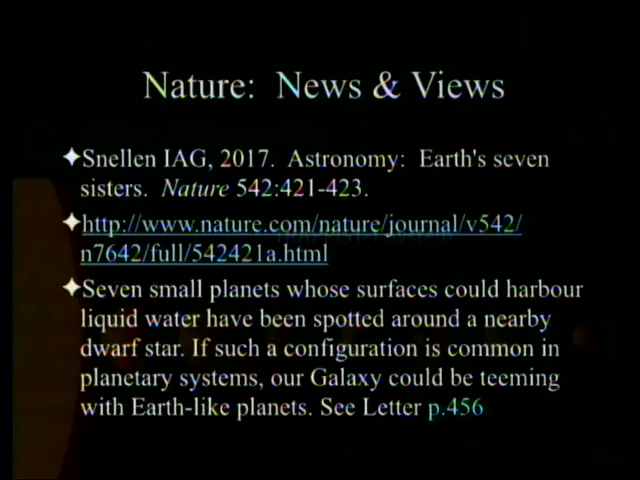 Nature: News & Views
✦Snellen IAG, 2017. Astronomy: Earth's seven
sisters. Nature 542:421-423.
✦http://www.nature.com/nature/journal/v542/
n7642/full/542421a.html
✦Seven small planets whose surfaces could harbour
liquid water have been spotted around a nearby
dwarf star. If such a configuration is common in
planetary systems, our Galaxy could be teeming
with Earth-like planets. See Letter p.456